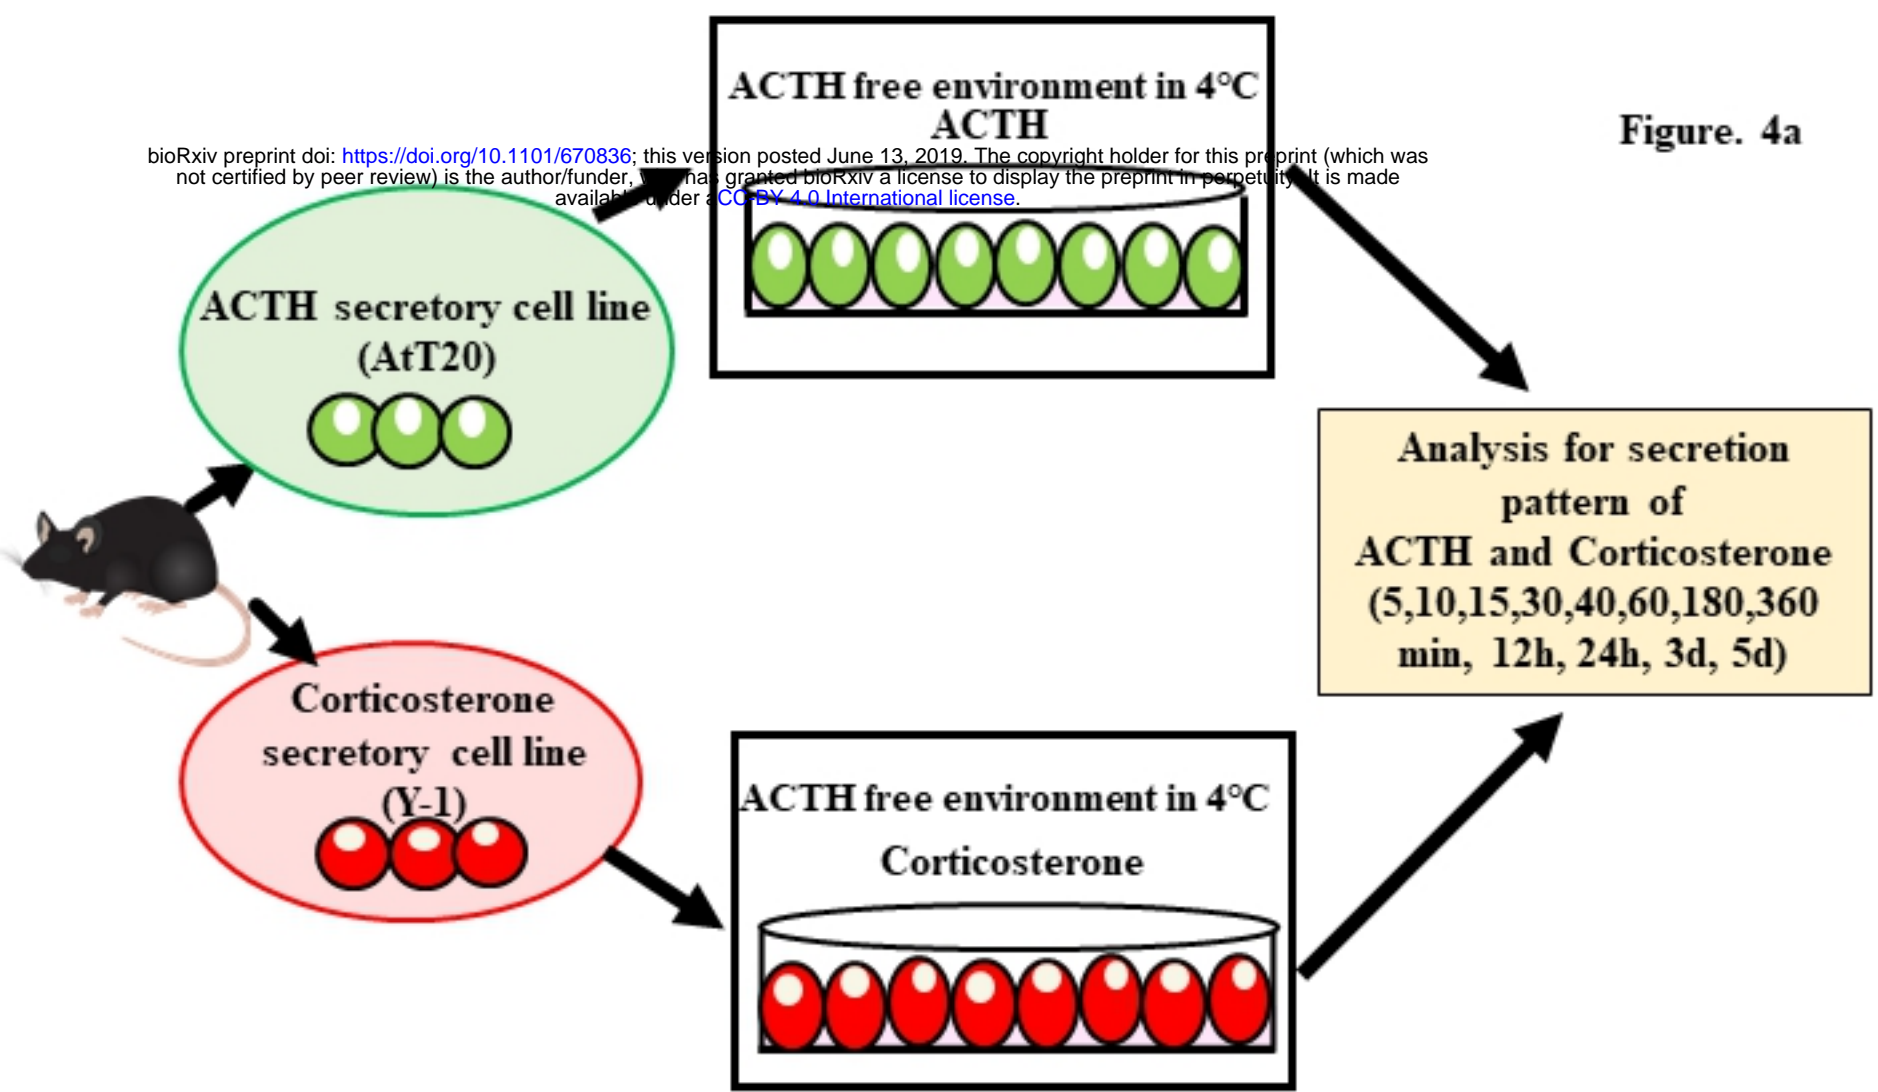 ACTH free environment in 4°C
ACTH
Figure. 4a
bioRxiv preprint doi: https://doi.org/10.1101/670836; this version posted June 13, 2019. The copyright holder for this preprint (which was
not certified by peer review) is the author/funder, has granted bioRxiv a license to display the preprint in perpetuity. It is made
available under aCC-BY 4.0 International license.
ACTH secretory cell line
(AtT20)
Analysis for secretion
pattern of
ACTH and Corticosterone
(5,10,15,30,40,60,180,360
min, 12h, 24h, 3d, 5d)
Corticosterone
secretory cell line
(Y-1)
ACTH free environment in 4°C
Corticosterone